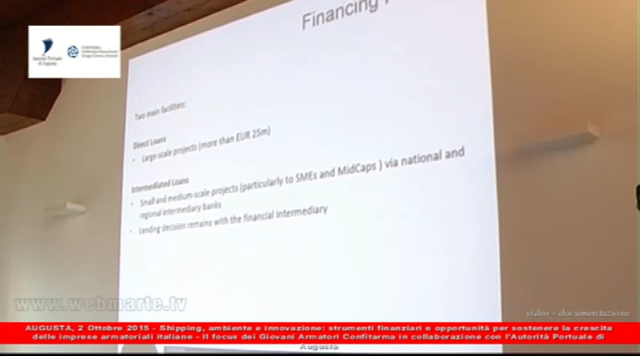 Financing
Two main facilities:
Direct Loans
• Large-scale projects (more than EUR 25m)
Intermediated Loans
• Small and medium-scale projects (particularly to SMEs and MidCaps ) via national and
regional intermediary banks
• Lending decision remains with the financial intermediary
www.webmarte.tv
video - documentazione
AUGUSTA, 2 Ottobre 2015 - Shipping, ambiente e innovazione: strumenti finanziari e opportunità per sostenere la crescita
delle imprese armatoriali italiane - Il focus dei Giovani Armatori Confitarma in collaborazione con l'Autorità Portuale di
Augusta